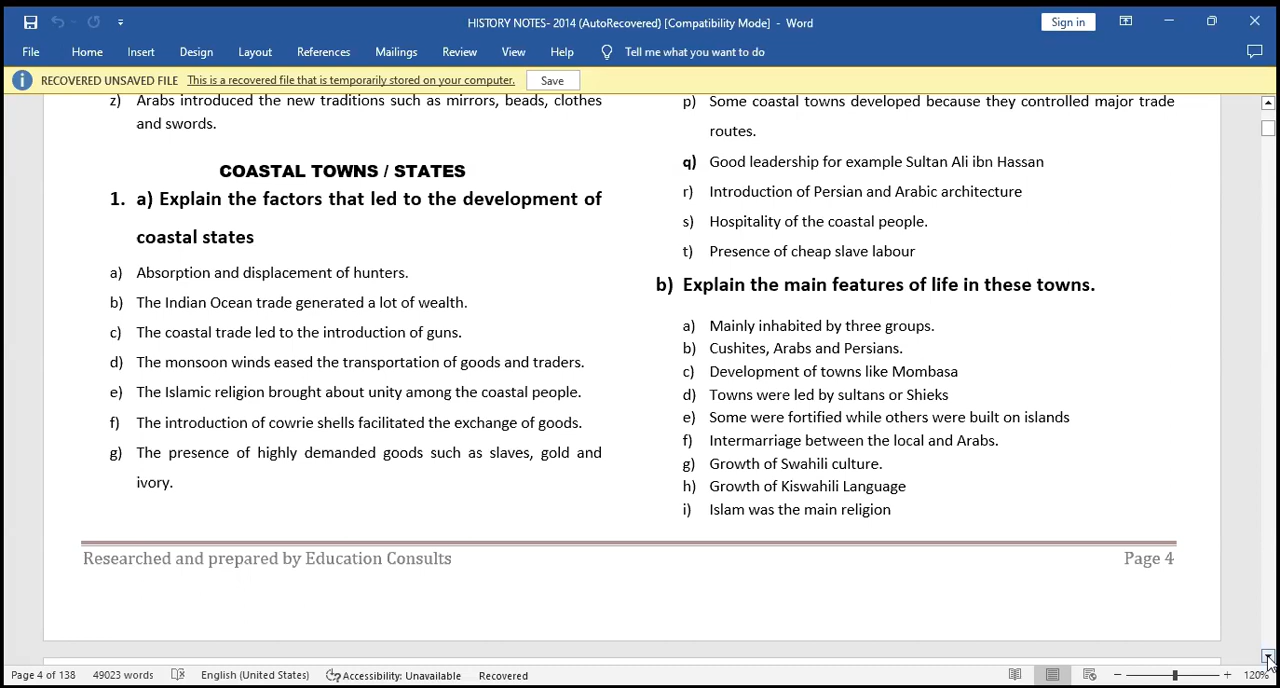 HISTORY NOTES- 2014 (AutoRecovered) [Compatibility Mode] - Word
Sign in
File Home Insert Design Layout References Mailings Review View Help Tell me what you want to do
RECOVERED UNSAVED FILE This is a recovered file that is temporarily stored on your computer. Save
z) Arabs introduced the new traditions such as mirrors, beads, clothes
and swords.
COASTAL TOWNS / STATES
1. a) Explain the factors that led to the development of
coastal states
a) Absorption and displacement of hunters.
b) The Indian Ocean trade generated a lot of wealth.
c) The coastal trade led to the introduction of guns.
d) The monsoon winds eased the transportation of goods and traders.
e) The Islamic religion brought about unity among the coastal people.
f) The introduction of cowrie shells facilitated the exchange of goods.
g) The presence of highly demanded goods such as slaves, gold and
ivory.
p) Some coastal towns developed because they controlled major trade
routes.
q) Good leadership for example Sultan Ali ibn Hassan
r) Introduction of Persian and Arabic architecture
s) Hospitality of the coastal people.
t) Presence of cheap slave labour
b) Explain the main features of life in these towns.
a) Mainly inhabited by three groups.
b) Cushites, Arabs and Persians.
c) Development of towns like Mombasa
d) Towns were led by sultans or Shieks
e) Some were fortified while others were built on islands
f) Intermarriage between the local and Arabs.
g) Growth of Swahili culture.
h) Growth of Kiswahili Language
i) Islam was the main religion
Researched and prepared by Education Consults Page 4
Page 4 of 138 49023 words English (United States) Accessibility: Unavailable Recovered 120%